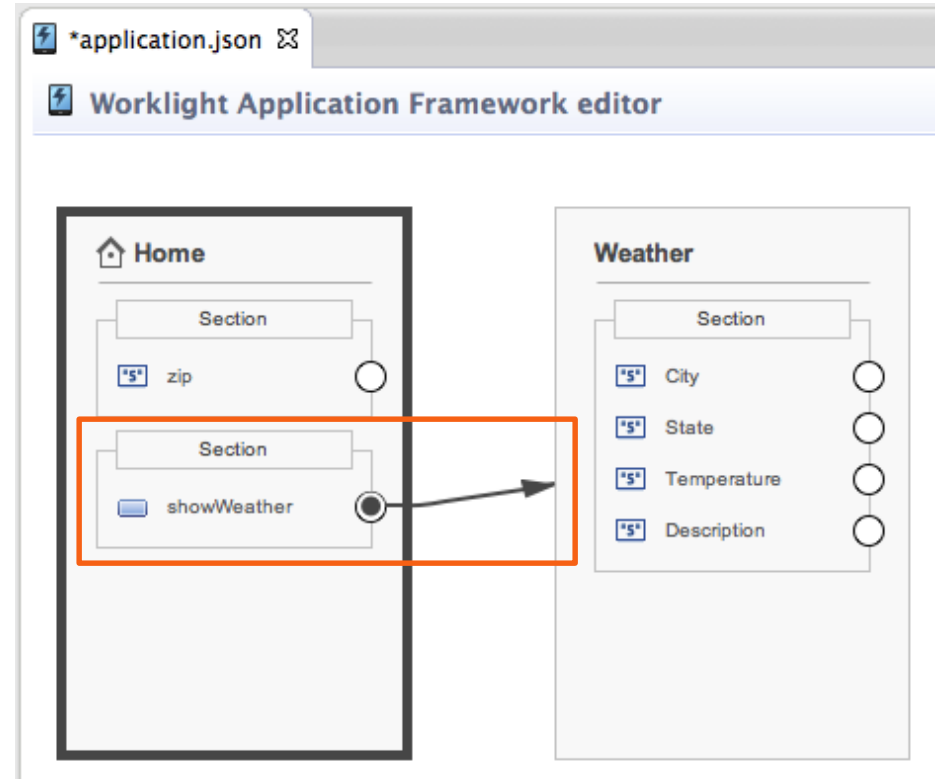 *application.json
Worklight Application Framework editor
Home
Section
"S" zip
Section
showWeather
Weather
Section
"S" City
"S" State
"S" Temperature
"S" Description